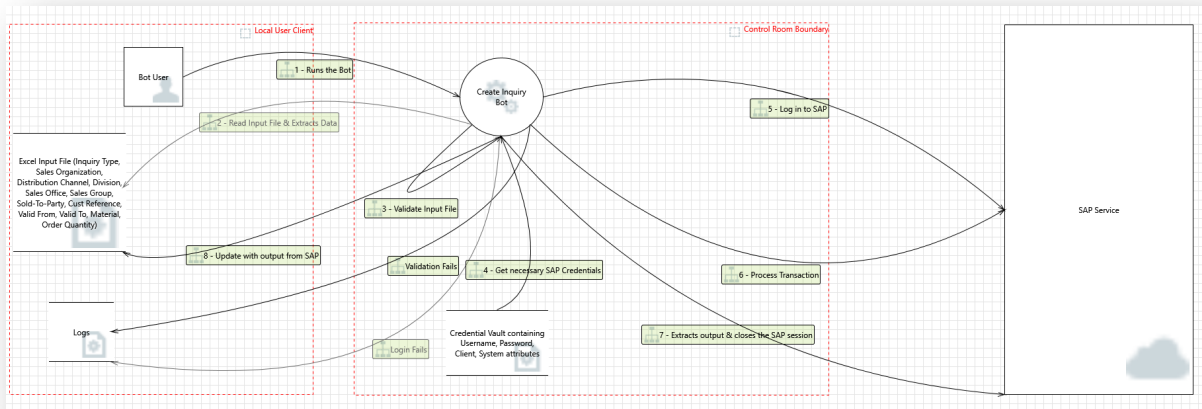 Local User Client
Control Room Boundary
Bot User
1 - Runs the Bot
Create Inquiry
Bot
5 - Log in to SAP
2 - Read Input File & Extracts Data
Excel Input File (Inquiry Type,
Sales Organization,
Distribution Channel, Division,
Sales Office, Sales Group,
Sold-To-Party, Cust Reference,
Valid From, Valid To, Material,
Order Quantity)
3 - Validate Input File
SAP Service
8 - Update with output from SAP
Validation Fails
4 - Get necessary SAP Credentials
6 - Process Transaction
Logs
Credential Vault containing
Username, Password,
Client, System attributes
7 - Extracts output & closes the SAP session
Login Fails